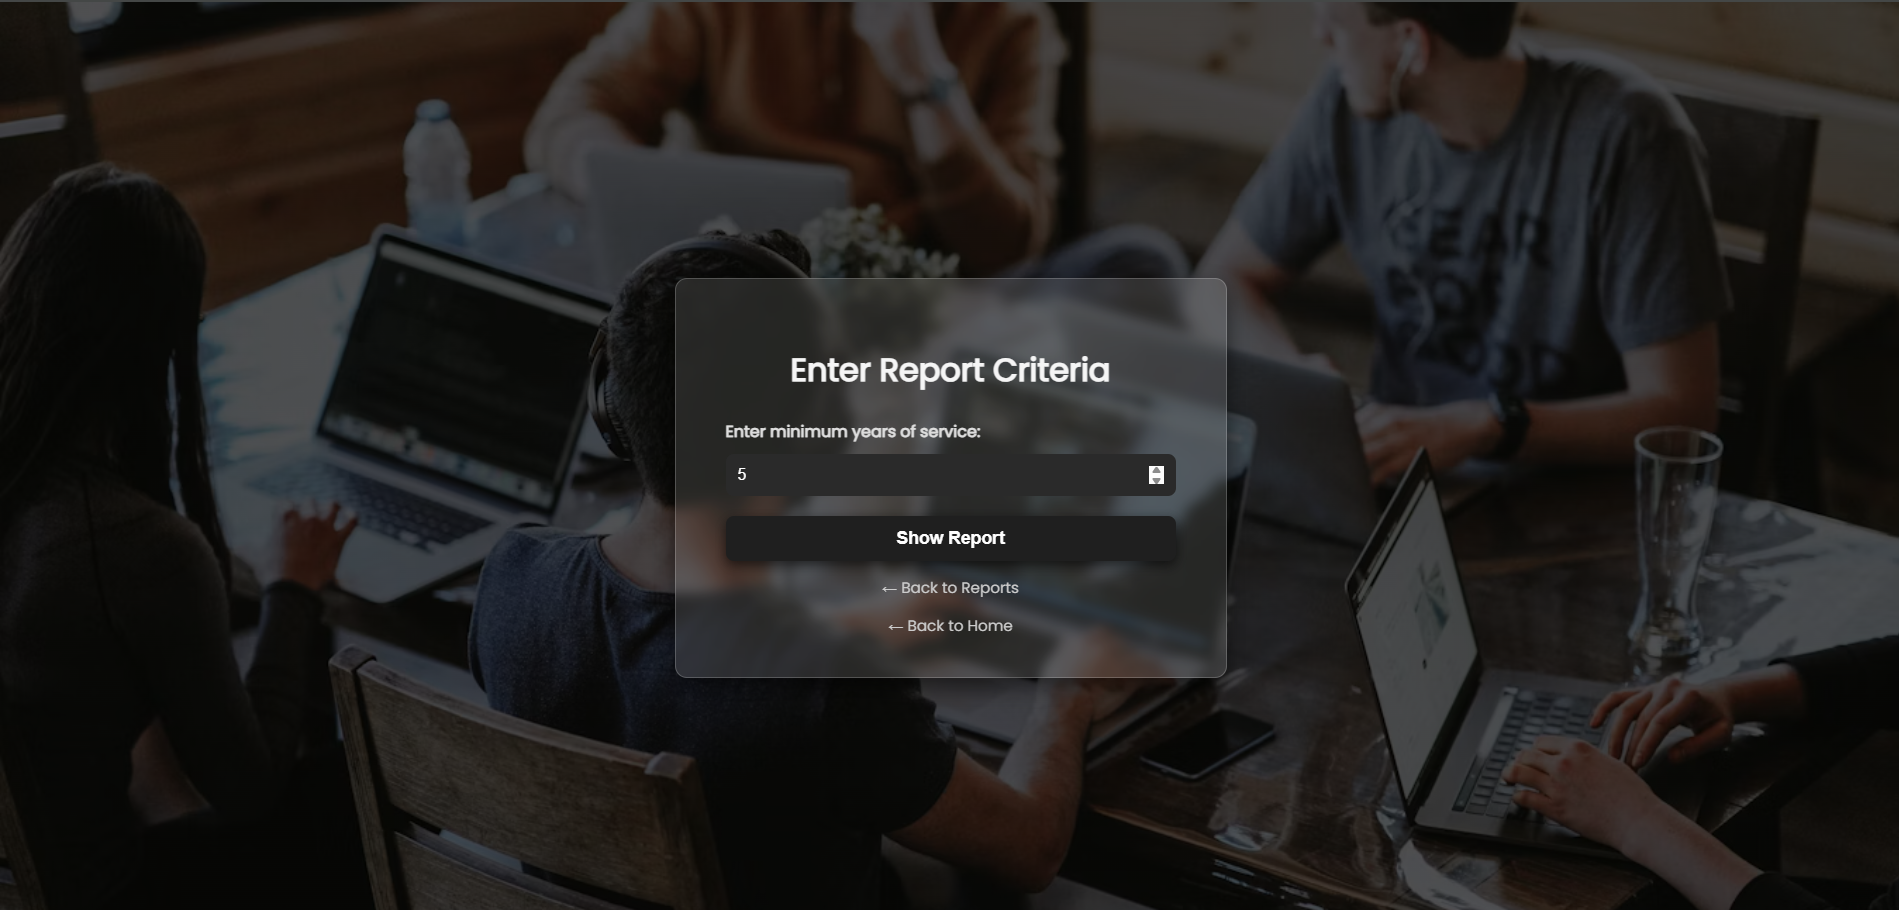 Enter Report Criteria
Enter minimum years of service:
5
Show Report
← Back to Reports
← Back to Home